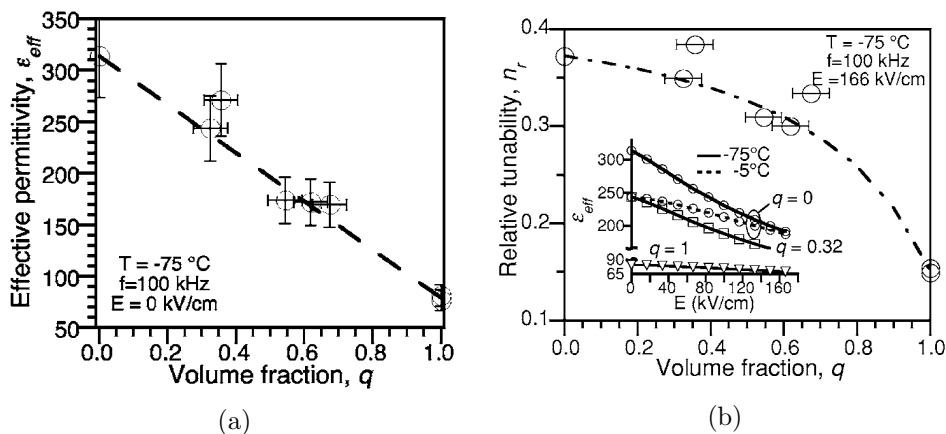 350
300
250
200
150
100
50
Effective permittivity, ε_eff
T = -75 °C
f=100 kHz
E = 0 kV/cm
0.0 0.2 0.4 0.6 0.8 1.0
Volume fraction, q
(a)
0.4
0.3
0.2
0.1
Relative tunability, n_r
T = -75 °C
f=100 kHz
E =166 kV/cm
-75°C
-5°C
300
250
200
90
65
ε_eff
q = 0
q = 1
q = 0.32
0 40 80 120 160
E (kV/cm)
0.0 0.2 0.4 0.6 0.8 1.0
Volume fraction, q
(b)